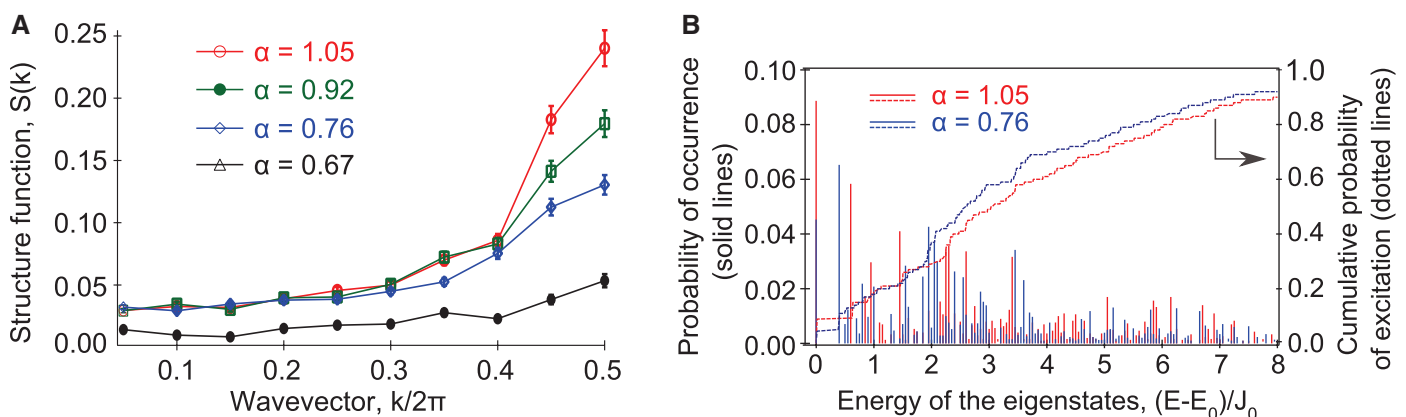 A
Structure function, S(k)
0.25
0.20
0.15
0.10
0.05
0.00
α = 1.05
α = 0.92
α = 0.76
α = 0.67
0.1 0.2 0.3 0.4 0.5
Wavevector, k/2π
B
Probability of occurrence
(solid lines)
0.10
0.08
0.06
0.04
0.02
0.00
α = 1.05
α = 0.76
1.0
0.8
0.6
0.4
0.2
0.0
Cumulative probability
of excitation (dotted lines)
0 1 2 3 4 5 6 7 8
Energy of the eigenstates, (E-E₀)/J₀